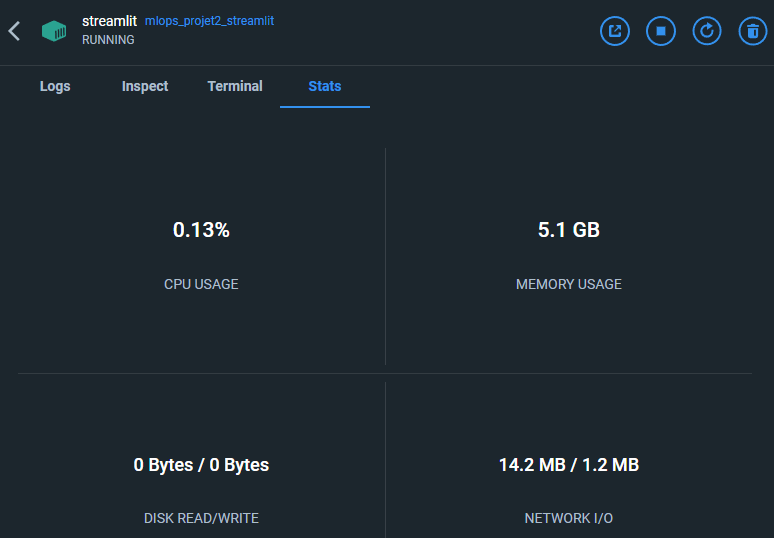 streamlit mlops_projet2_streamlit
RUNNING
Logs Inspect Terminal Stats
0.13% 5.1 GB
CPU USAGE MEMORY USAGE
0 Bytes / 0 Bytes 14.2 MB / 1.2 MB
DISK READ/WRITE NETWORK I/O